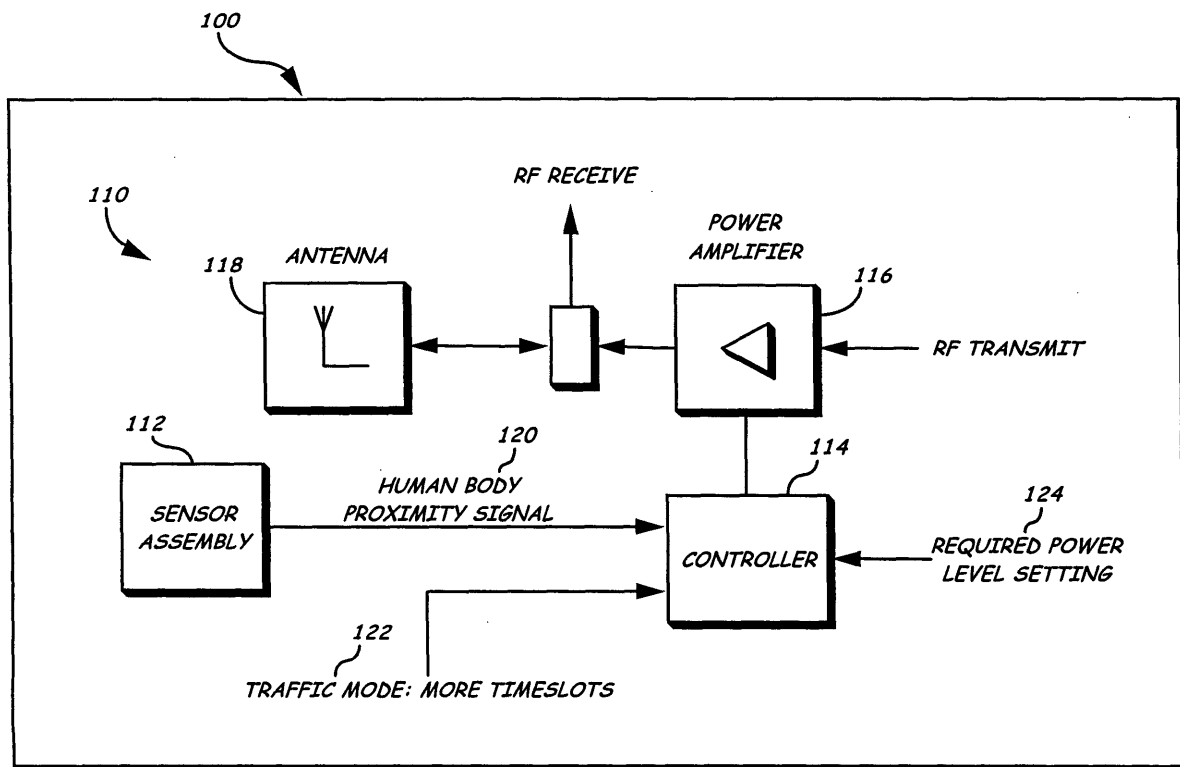 100
RF RECEIVE
110
POWER
AMPLIFIER
ANTENNA
118
116
RF TRANSMIT
112
120
HUMAN BODY
PROXIMITY SIGNAL
114
SENSOR
ASSEMBLY
CONTROLLER
124
REQUIRED POWER
LEVEL SETTING
122
TRAFFIC MODE: MORE TIMESLOTS